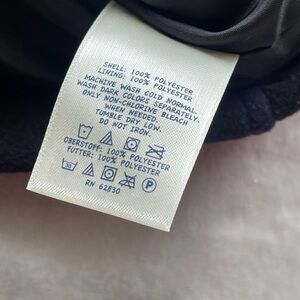 SHELL: 100% POLYESTER
LINING: 100% POLYESTER
MACHINE WASH COLD NORMAL
WASH DARK COLORS SEPARATELY.
ONLY NON-CHLORINE BLEACH
WHEN NEEDED.
TUMBLE DRY LOW.
DO NOT IRON.
OBERSTOFF: 100% POLYESTER
FUTTER: 100% POLYESTER
P
RN 62830